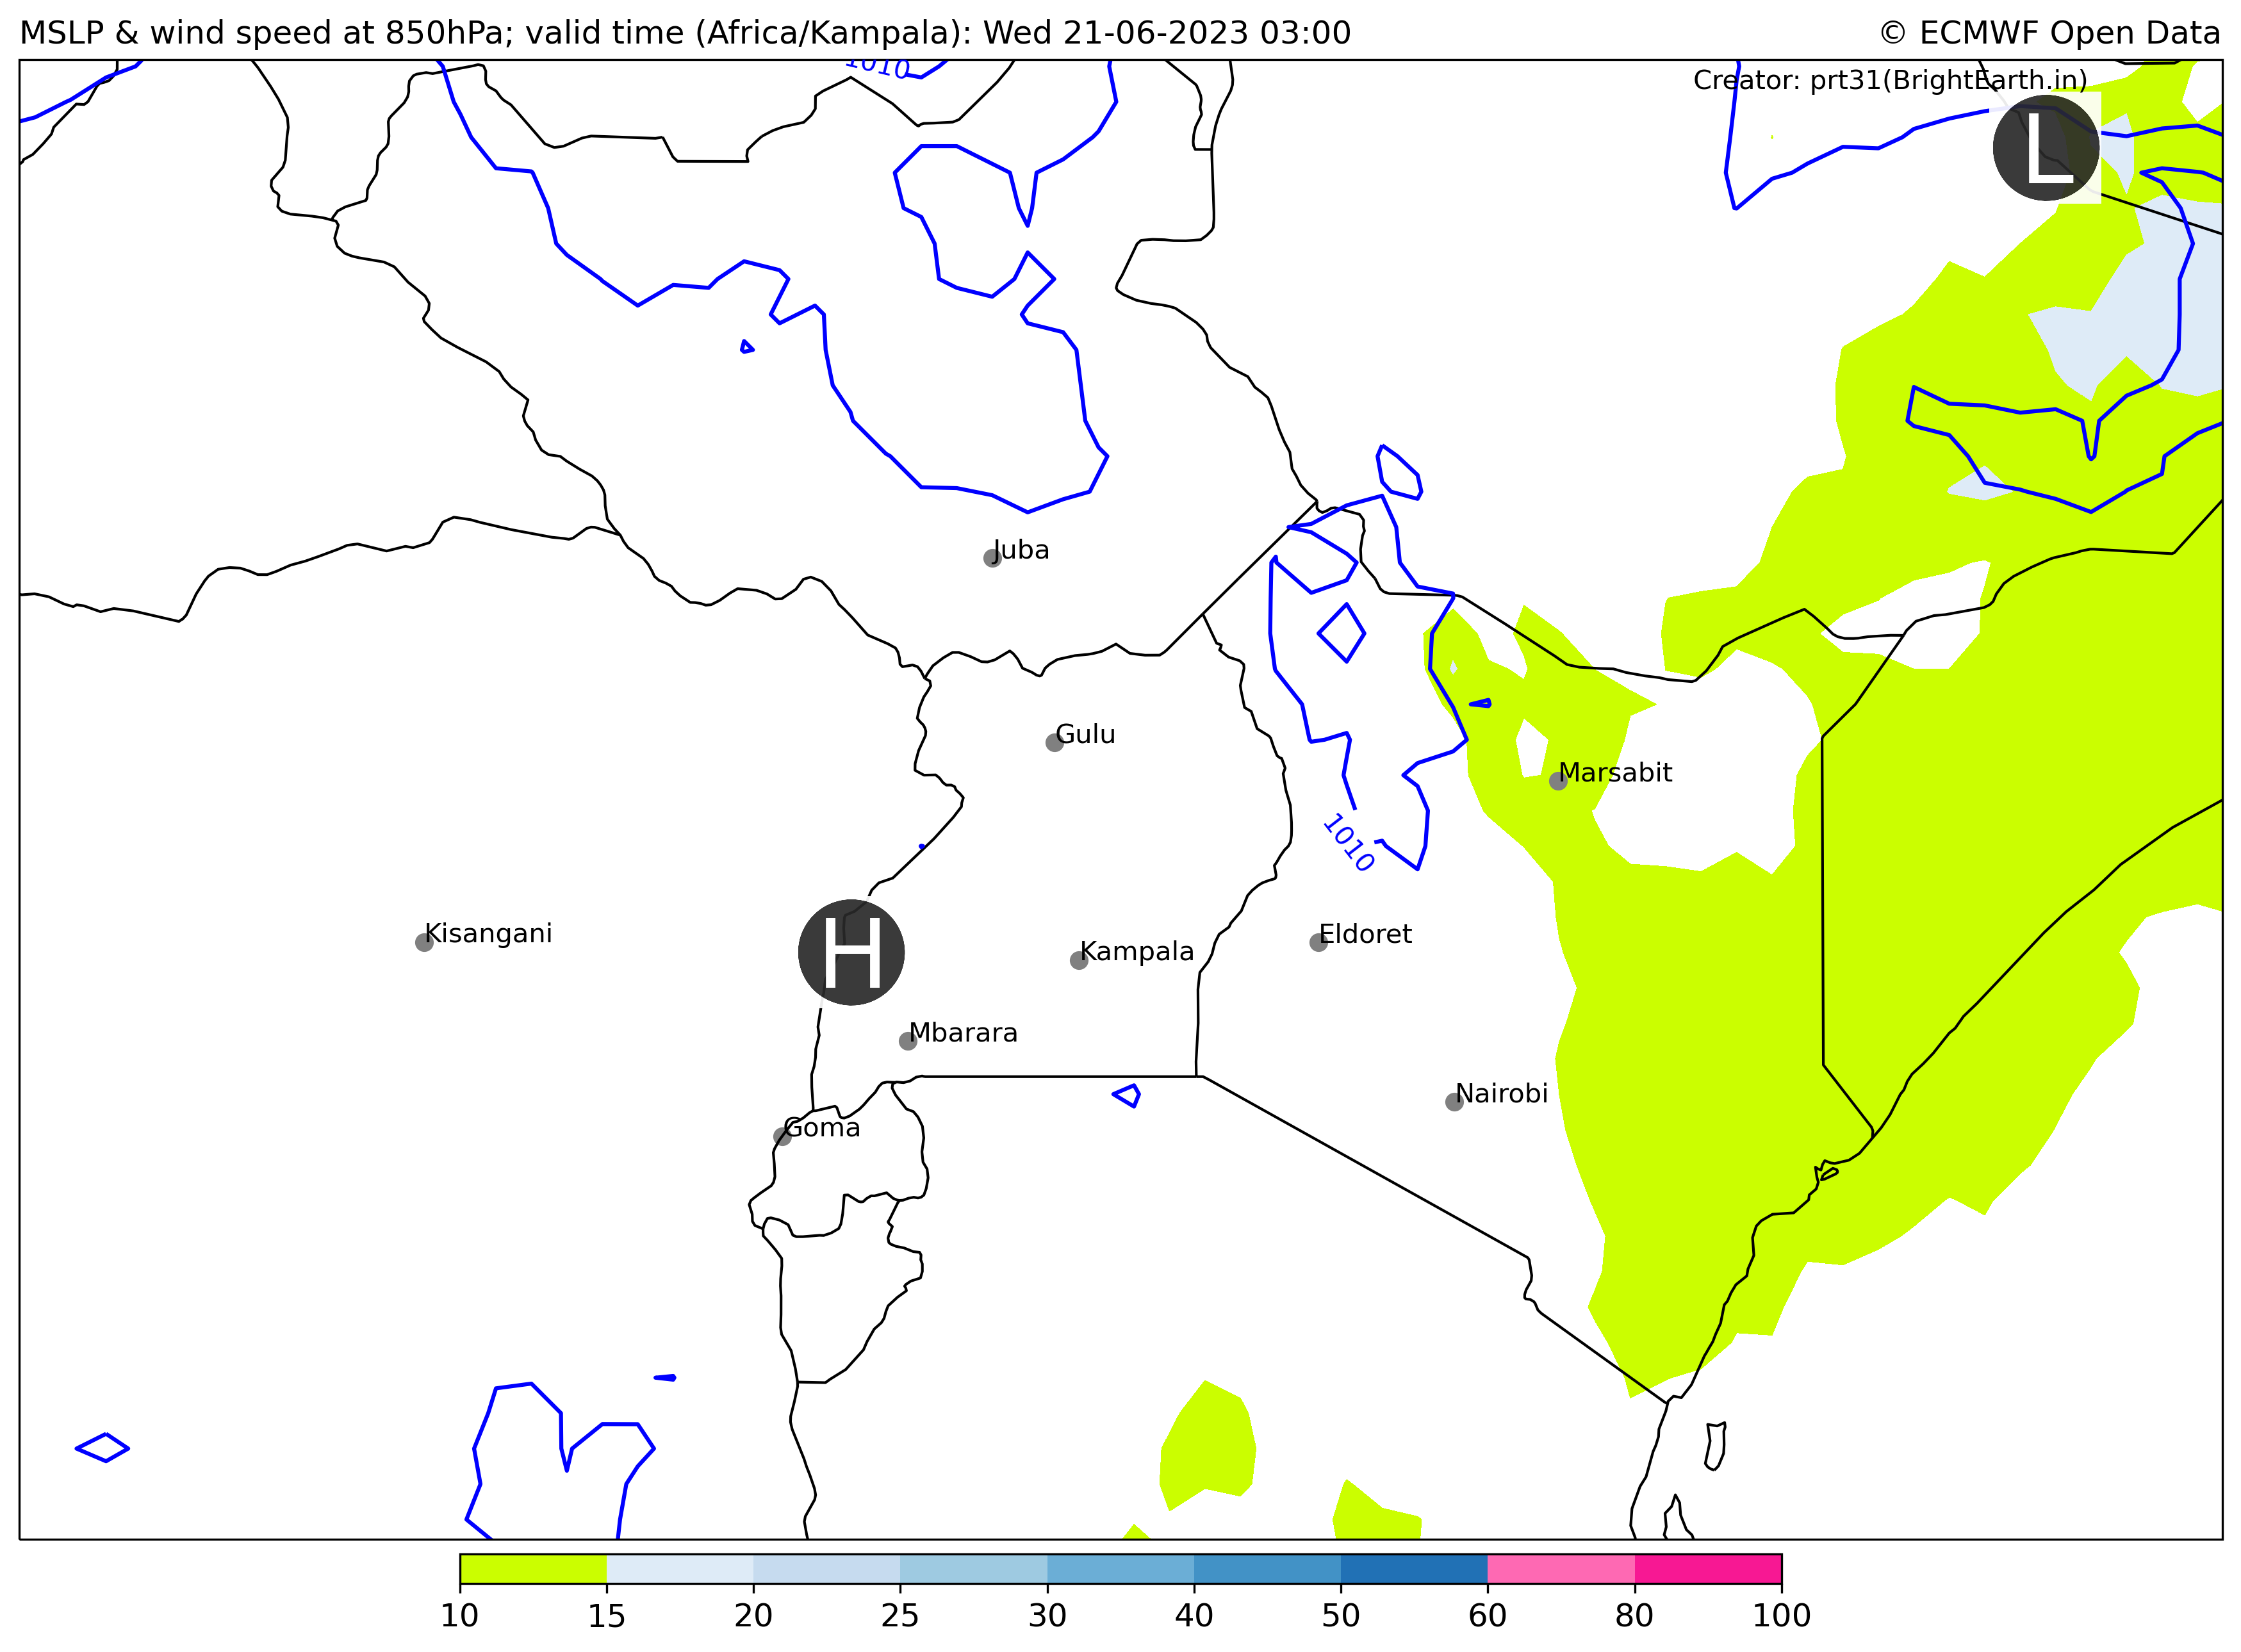 MSLP & wind speed at 850hPa; valid time (Africa/Kampala): Wed 21-06-2023 03:00
© ECMWF Open Data
1010
Creator: prt31(BrightEarth.in)
L
Juba
Gulu
Marsabit
1010
Kisangani
H
Kampala
Eldoret
Mbarara
Nairobi
Goma
10 15 20 25 30 40 50 60 80 100